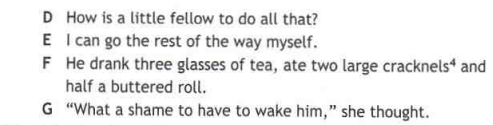 D How is a little fellow to do all that?
E I can go the rest of the way myself.
F He drank three glasses of tea, ate two large cracknels⁴ and
half a buttered roll.
G “What a shame to have to wake him,” she thought.